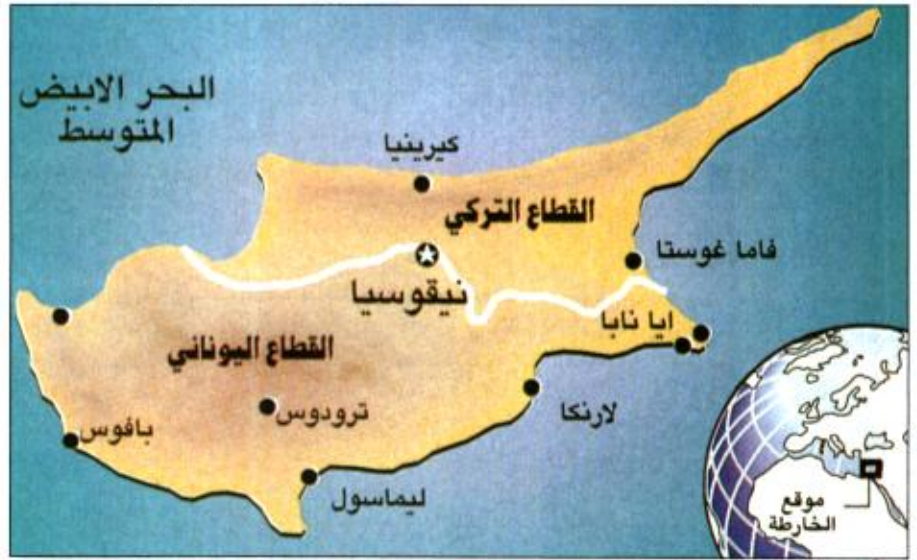 البحر الابيض
المتوسط
كيرينيا
القطاع التركي
فاما غوستا
نيقوسيا
ايا نابا
القطاع اليوناني
لارنكا
ترودوس
بافوس
ليماسول
موقع
الخارطة